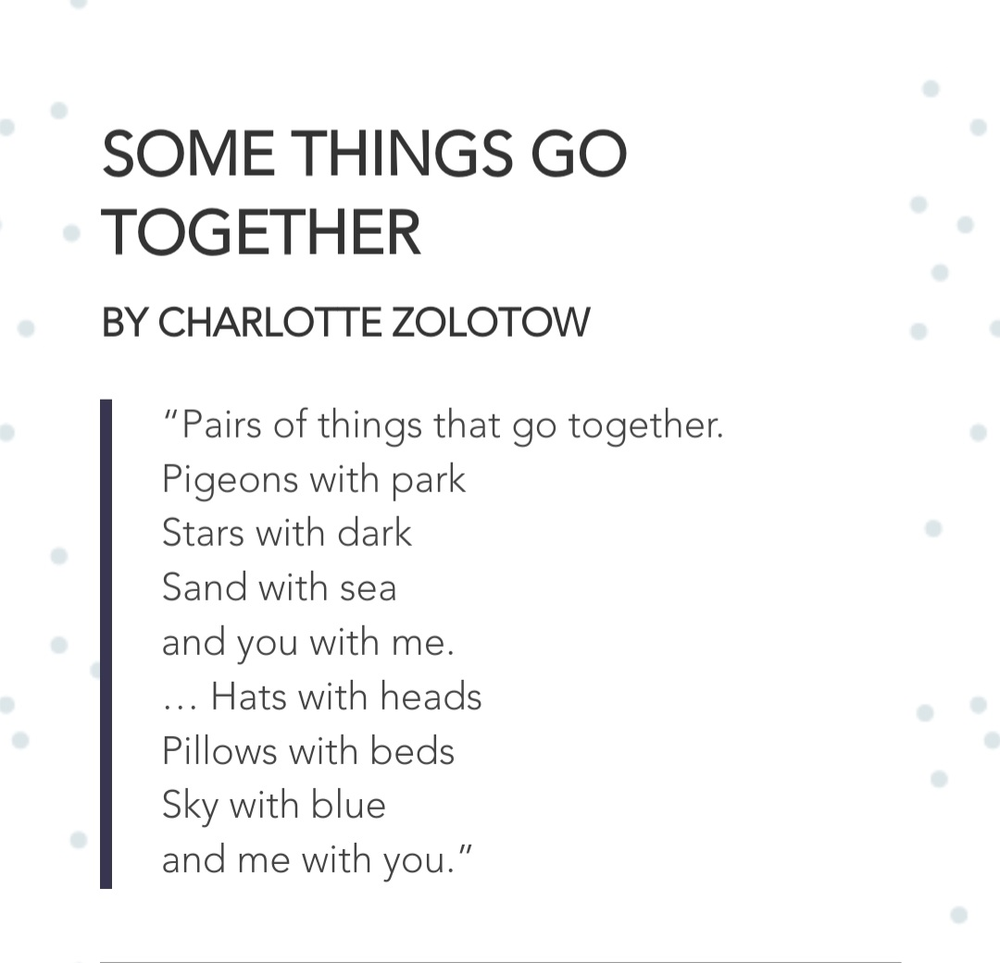 SOME THINGS GO
TOGETHER
BY CHARLOTTE ZOLOTOW
“Pairs of things that go together.
Pigeons with park
Stars with dark
Sand with sea
and you with me.
… Hats with heads
Pillows with beds
Sky with blue
and me with you.”